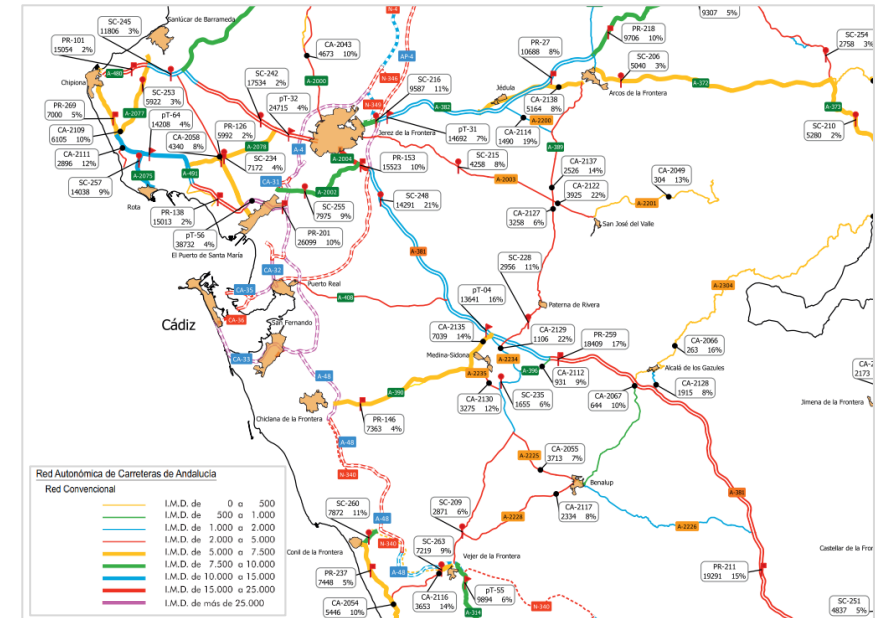 SC-245
11806 3%
Sanlúcar de Barrameda
N-4
9307 5%
PR-101
15054 2%
CA-2043
4673 10%
AP-4
PR-27
10688 8%
PR-218
9706 10%
SC-254
2758 3%
SC-206
5040 3%
A-480
Chipiona
SC-242
17534 2%
A-2000
N-346
SC-216
9587 11%
Jédula
A-372
Arcos de la Frontera
SC-253
5922 3%
pT-32
24715 4%
N-349
A-382
CA-2138
5164 8%
A-373
PR-269
7000 5%
A-2077
pT-64
14208 4%
Jerez de la Frontera
A-2200
SC-210
5280 2%
CA-2109
6105 10%
CA-2058
4340 8%
PR-126
5992 2%
A-4
pT-31
14692 7%
CA-2114
1490 19%
A-389
CA-2111
2896 12%
A-2078
SC-234
7172 4%
A-2004
PR-153
15523 10%
SC-215
4258 8%
CA-2137
2526 14%
CA-2049
304 13%
A-2075
A-491
CA-31
A-2003
SC-257
14038 9%
A-2002
SC-248
14291 21%
CA-2122
3925 22%
A-2201
Rota
SC-255
7975 9%
CA-2127
3258 6%
San José del Valle
PR-138
15013 2%
PR-201
26099 10%
pT-56
38732 4%
El Puerto de Santa María
A-381
SC-228
2956 11%
CA-32
Puerto Real
CA-35
A-408
pT-04
13641 16%
Paterna de Rivera
A-2304
Cádiz
CA-36
San Fernando
CA-2135
7039 14%
CA-2129
1106 22%
PR-259
18409 17%
CA-2066
263 16%
CA-33
Medina-Sidonia
A-2234
Alcalá de los Gazules
A-48
A-2235
A-396
CA-2112
931 9%
CA-2128
1915 8%
2173
A-390
CA-2130
3275 12%
SC-235
1655 6%
CA-2067
644 10%
Jimena de la Frontera
Chiclana de la Frontera
PR-146
7363 4%
A-48
A-2225
CA-2055
3713 7%
N-340
Benalup
A-381
Red Autonómica de Carreteras de Andalucia
Red Convencional
I.M.D. de 0 a 500
I.M.D. de 500 a 1.000
I.M.D. de 1.000 a 2.000
I.M.D. de 2.000 a 5.000
I.M.D. de 5.000 a 7.500
I.M.D. de 7.500 a 10.000
I.M.D. de 10.000 a 15.000
I.M.D. de 15.000 a 25.000
I.M.D. de más de 25.000
SC-260
7872 11%
SC-209
2871 6%
A-2228
CA-2117
2334 8%
A-2226
A-48
SC-263
7219 9%
Conil de la Frontera
N-340
Vejer de la Frontera
PR-237
7448 5%
A-48
PR-211
19291 15%
pT-55
9894 6%
CA-2054
5446 10%
CA-2116
3653 14%
A-314
N-340
SC-251
4837 5%